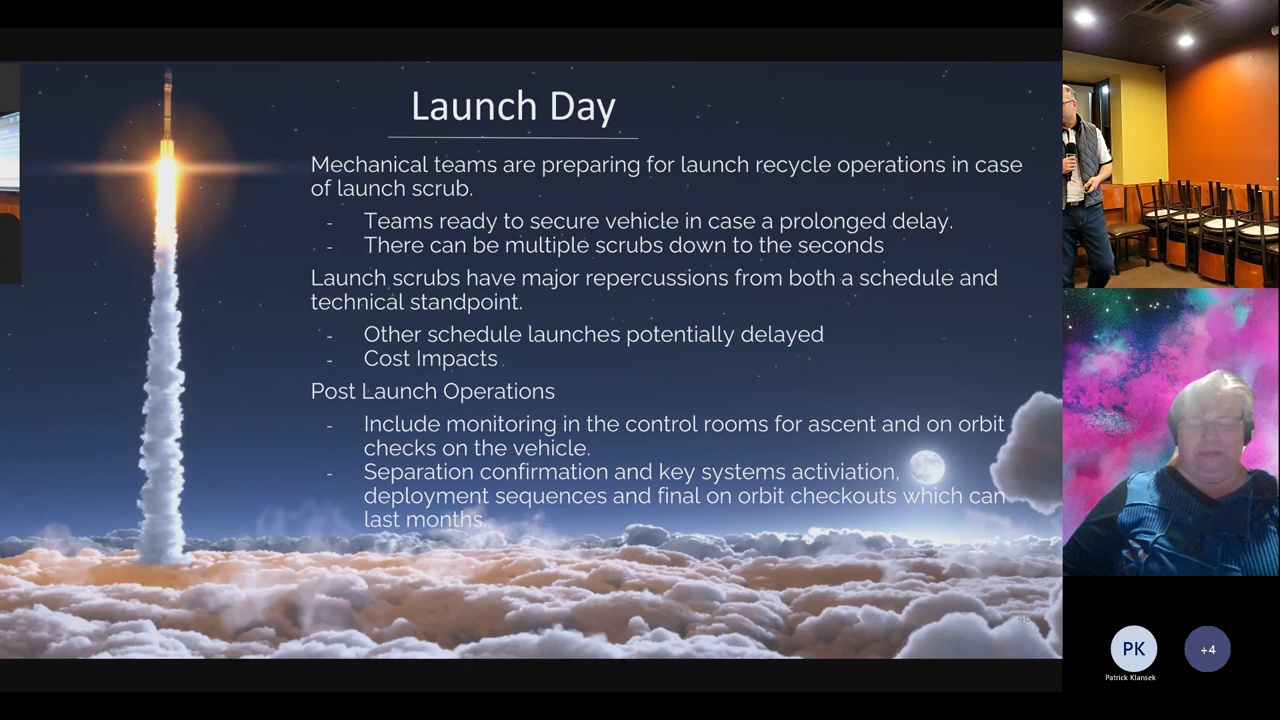 Launch Day
Mechanical teams are preparing for launch recycle operations in case
of launch scrub.
- Teams ready to secure vehicle in case a prolonged delay.
- There can be multiple scrubs down to the seconds
Launch scrubs have major repercussions from both a schedule and
technical standpoint.
- Other schedule launches potentially delayed
- Cost Impacts
Post Launch Operations
- Include monitoring in the control rooms for ascent and on orbit
checks on the vehicle.
- Separation confirmation and key systems activiation,
deployment sequences and final on orbit checkouts which can
last months.
PK
+4
Patrick Klansek